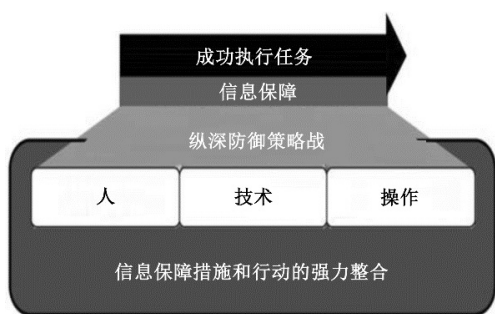 成功执行任务
信息保障
纵深防御策略战
人 技术 操作
信息保障措施和行动的强力整合